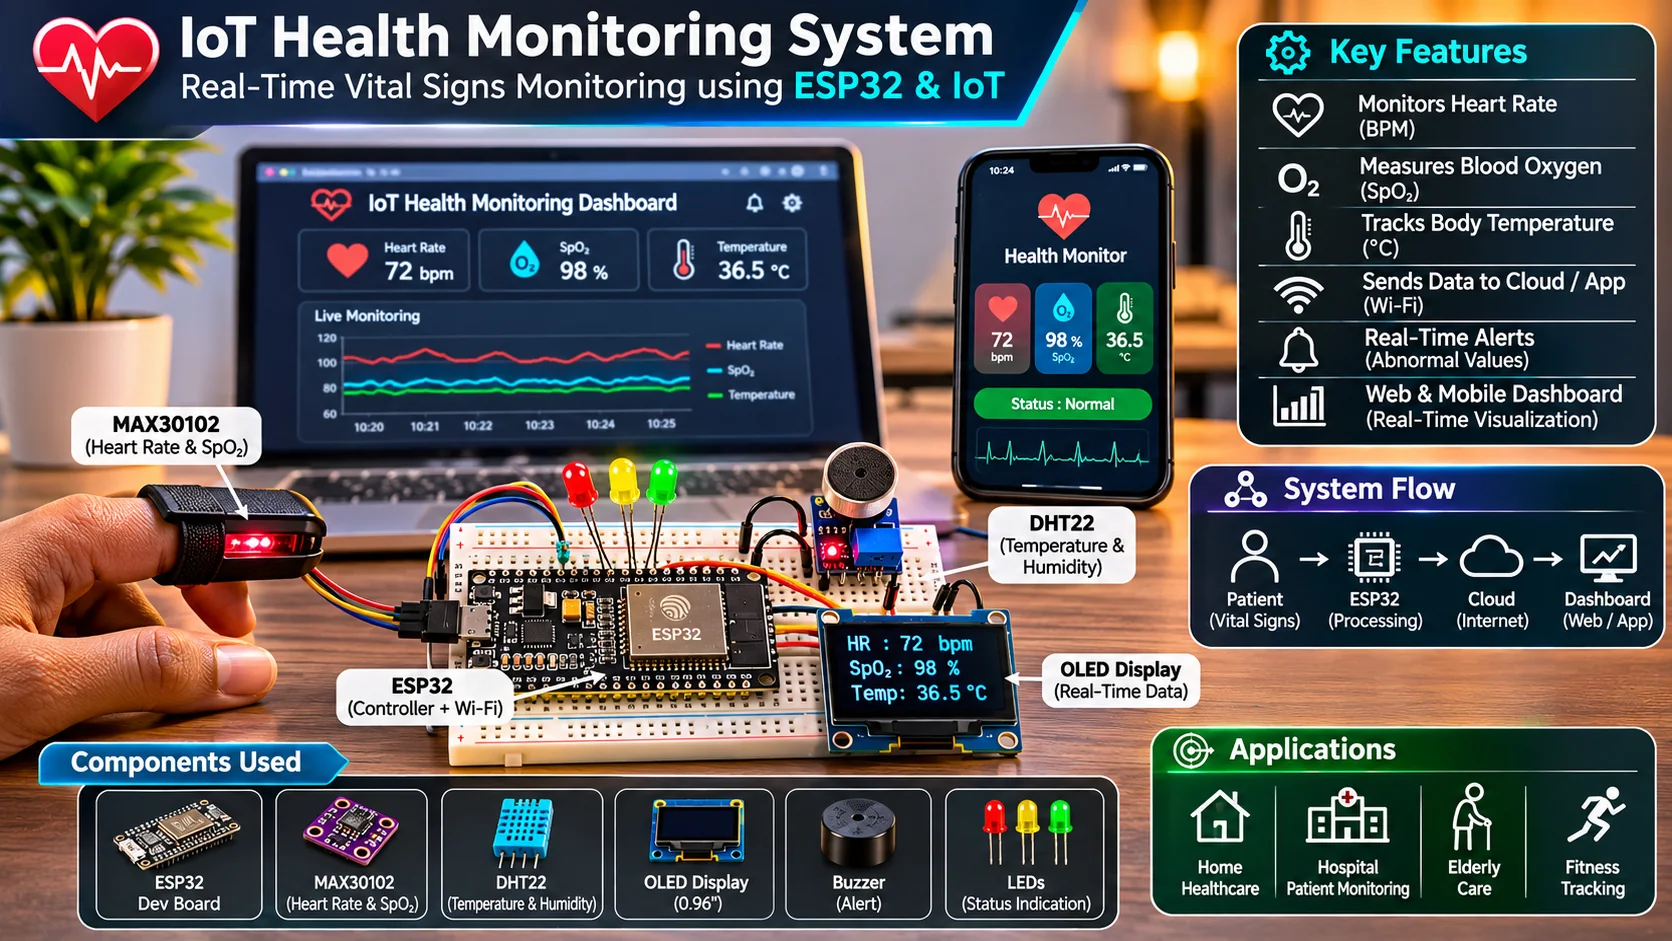 IoT Health Monitoring System
Real-Time Vital Signs Monitoring using ESP32 & IoT
IoT Health Monitoring Dashboard
Heart Rate
72 bpm
SpO₂
98 %
Temperature
36.5 °C
Live Monitoring
120
100
80
60
10:20
10:21
10:22
10:23
10:24
10:25
Heart Rate
SpO₂
Temperature
10:24
Health Monitor
72
bpm
O₂
98 %
SpO₂
36.5
°C
Status : Normal
Key Features
Monitors Heart Rate
(BPM)
O₂
Measures Blood Oxygen
(SpO₂)
Tracks Body Temperature
(°C)
Sends Data to Cloud / App
(Wi-Fi)
Real-Time Alerts
(Abnormal Values)
Web & Mobile Dashboard
(Real-Time Visualization)
MAX30102
(Heart Rate & SpO₂)
DHT22
(Temperature &
Humidity)
ESP32
ESP32
(Controller + Wi-Fi)
HR : 72 bpm
SpO₂: 98 %
Temp: 36.5 °C
OLED Display
(Real-Time Data)
System Flow
Patient
(Vital Signs)
ESP32
(Processing)
Cloud
(Internet)
Dashboard
(Web / App)
Components Used
ESP32
Dev Board
MAX30102
(Heart Rate & SpO₂)
DHT22
(Temperature & Humidity)
OLED Display
(0.96")
Buzzer
(Alert)
LEDs
(Status Indication)
Applications
Home
Healthcare
Hospital
Patient Monitoring
Elderly
Care
Fitness
Tracking